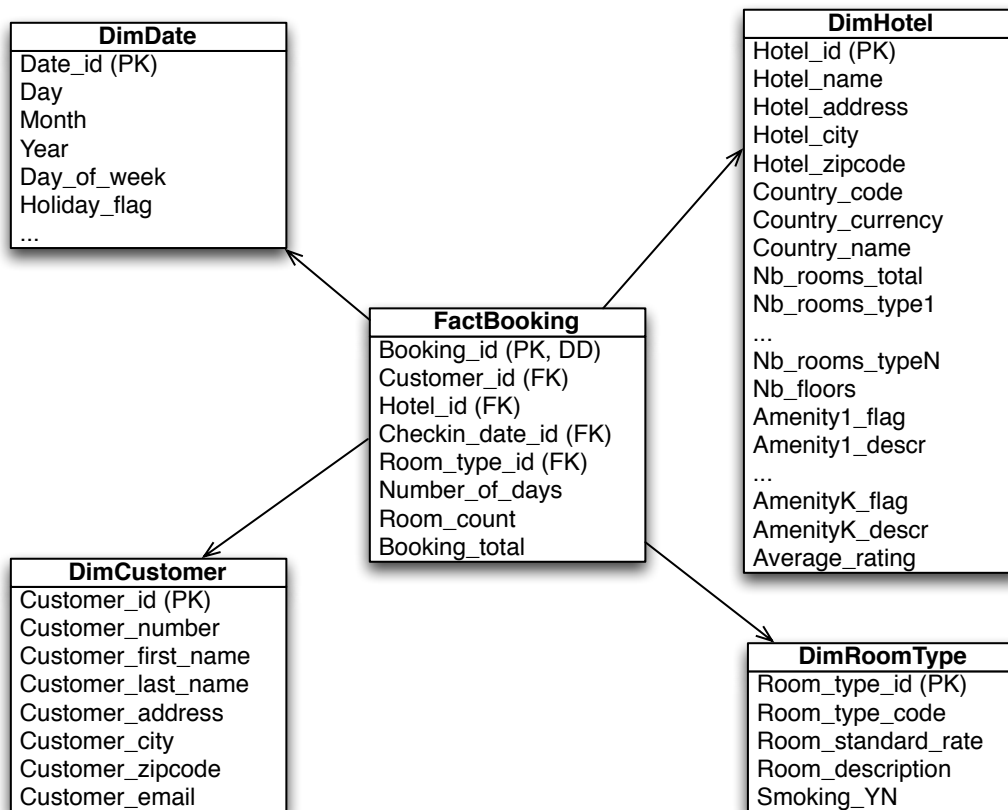 DimDate
Date_id (PK)
Day
Month
Year
Day_of_week
Holiday_flag
...
DimHotel
Hotel_id (PK)
Hotel_name
Hotel_address
Hotel_city
Hotel_zipcode
Country_code
Country_currency
Country_name
Nb_rooms_total
Nb_rooms_type1
...
Nb_rooms_typeN
Nb_floors
Amenity1_flag
Amenity1_descr
...
AmenityK_flag
AmenityK_descr
Average_rating
FactBooking
Booking_id (PK, DD)
Customer_id (FK)
Hotel_id (FK)
Checkin_date_id (FK)
Room_type_id (FK)
Number_of_days
Room_count
Booking_total
DimCustomer
Customer_id (PK)
Customer_number
Customer_first_name
Customer_last_name
Customer_address
Customer_city
Customer_zipcode
Customer_email
DimRoomType
Room_type_id (PK)
Room_type_code
Room_standard_rate
Room_description
Smoking_YN